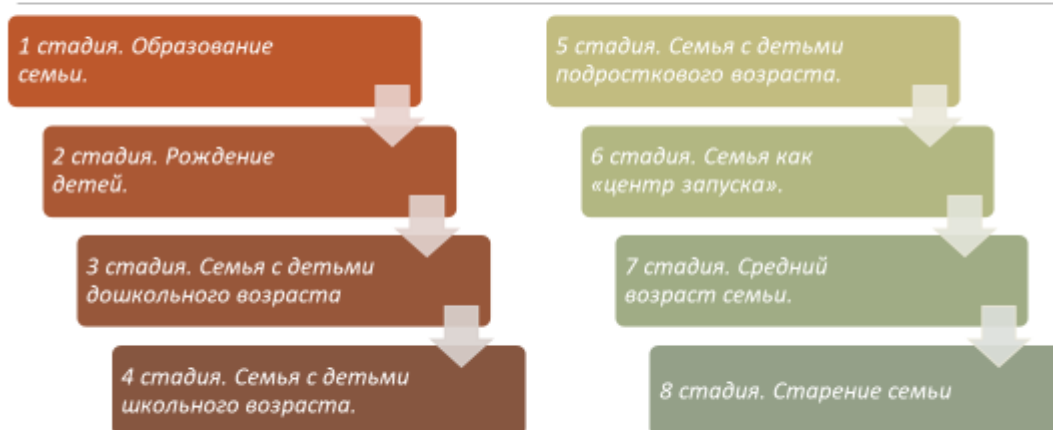 1 стадия. Образование
семьи.
2 стадия. Рождение
детей.
3 стадия. Семья с детьми
дошкольного возраста
4 стадия. Семья с детьми
школьного возраста.
5 стадия. Семья с детьми
подросткового возраста.
6 стадия. Семья как
«центр запуска».
7 стадия. Средний
возраст семьи.
8 стадия. Старение семьи